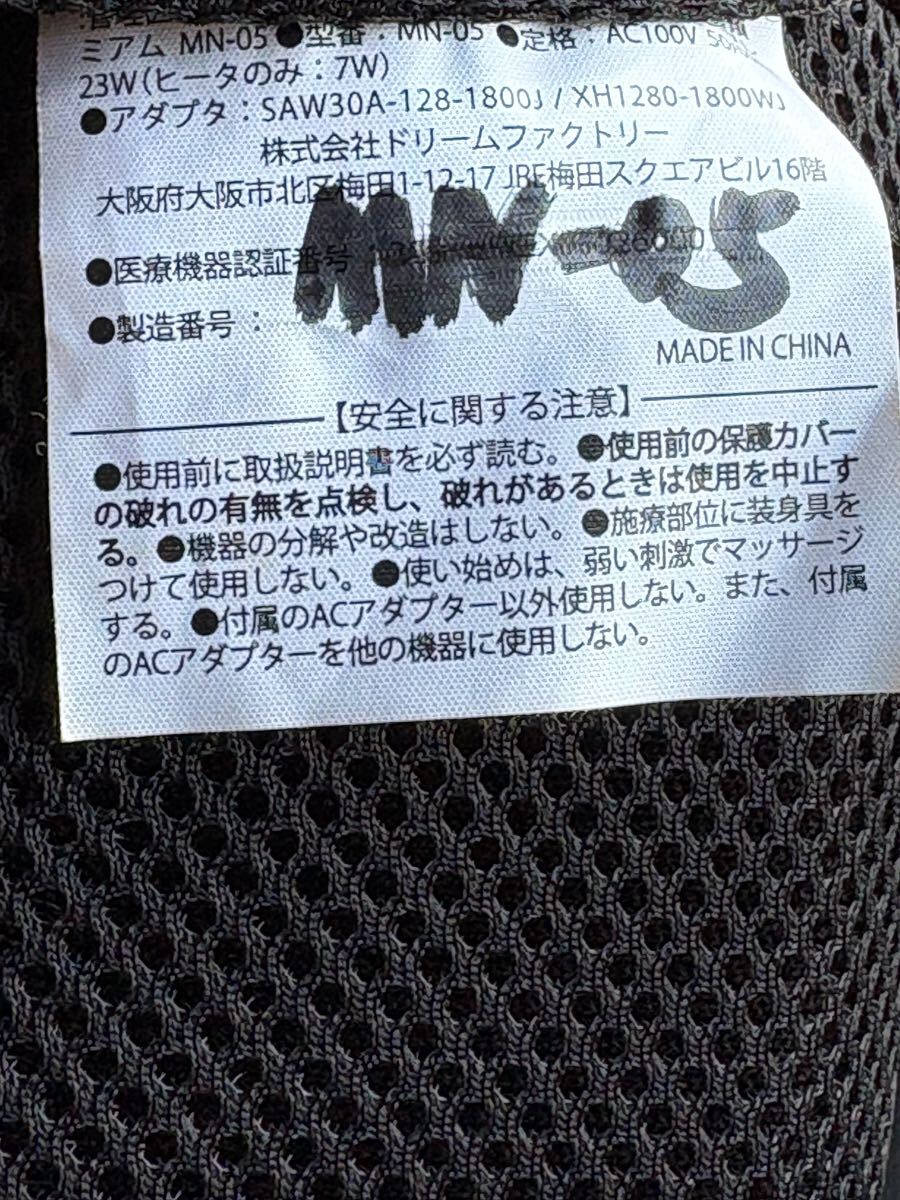 ミアム MN-05 ●型番：MN-05 ●定格：AC100V
23W(ヒータのみ：7W)
●アダプタ：SAW30A-128-1800J / XH1280-1800WJ
株式会社ドリームファクトリー
大阪府大阪市北区梅田1-12-17 JRE梅田スクエアビル16階
●医療機器認証番号
MN-05
●製造番号：
MADE IN CHINA
【安全に関する注意】
●使用前に取扱説明書を必ず読む。●使用前の保護カバー
の破れの有無を点検し、破れがあるときは使用を中止す
る。●機器の分解や改造はしない。●施療部位に装身具を
つけて使用しない。●使い始めは、弱い刺激でマッサージ
する。●付属のACアダプター以外使用しない。また、付属
のACアダプターを他の機器に使用しない。